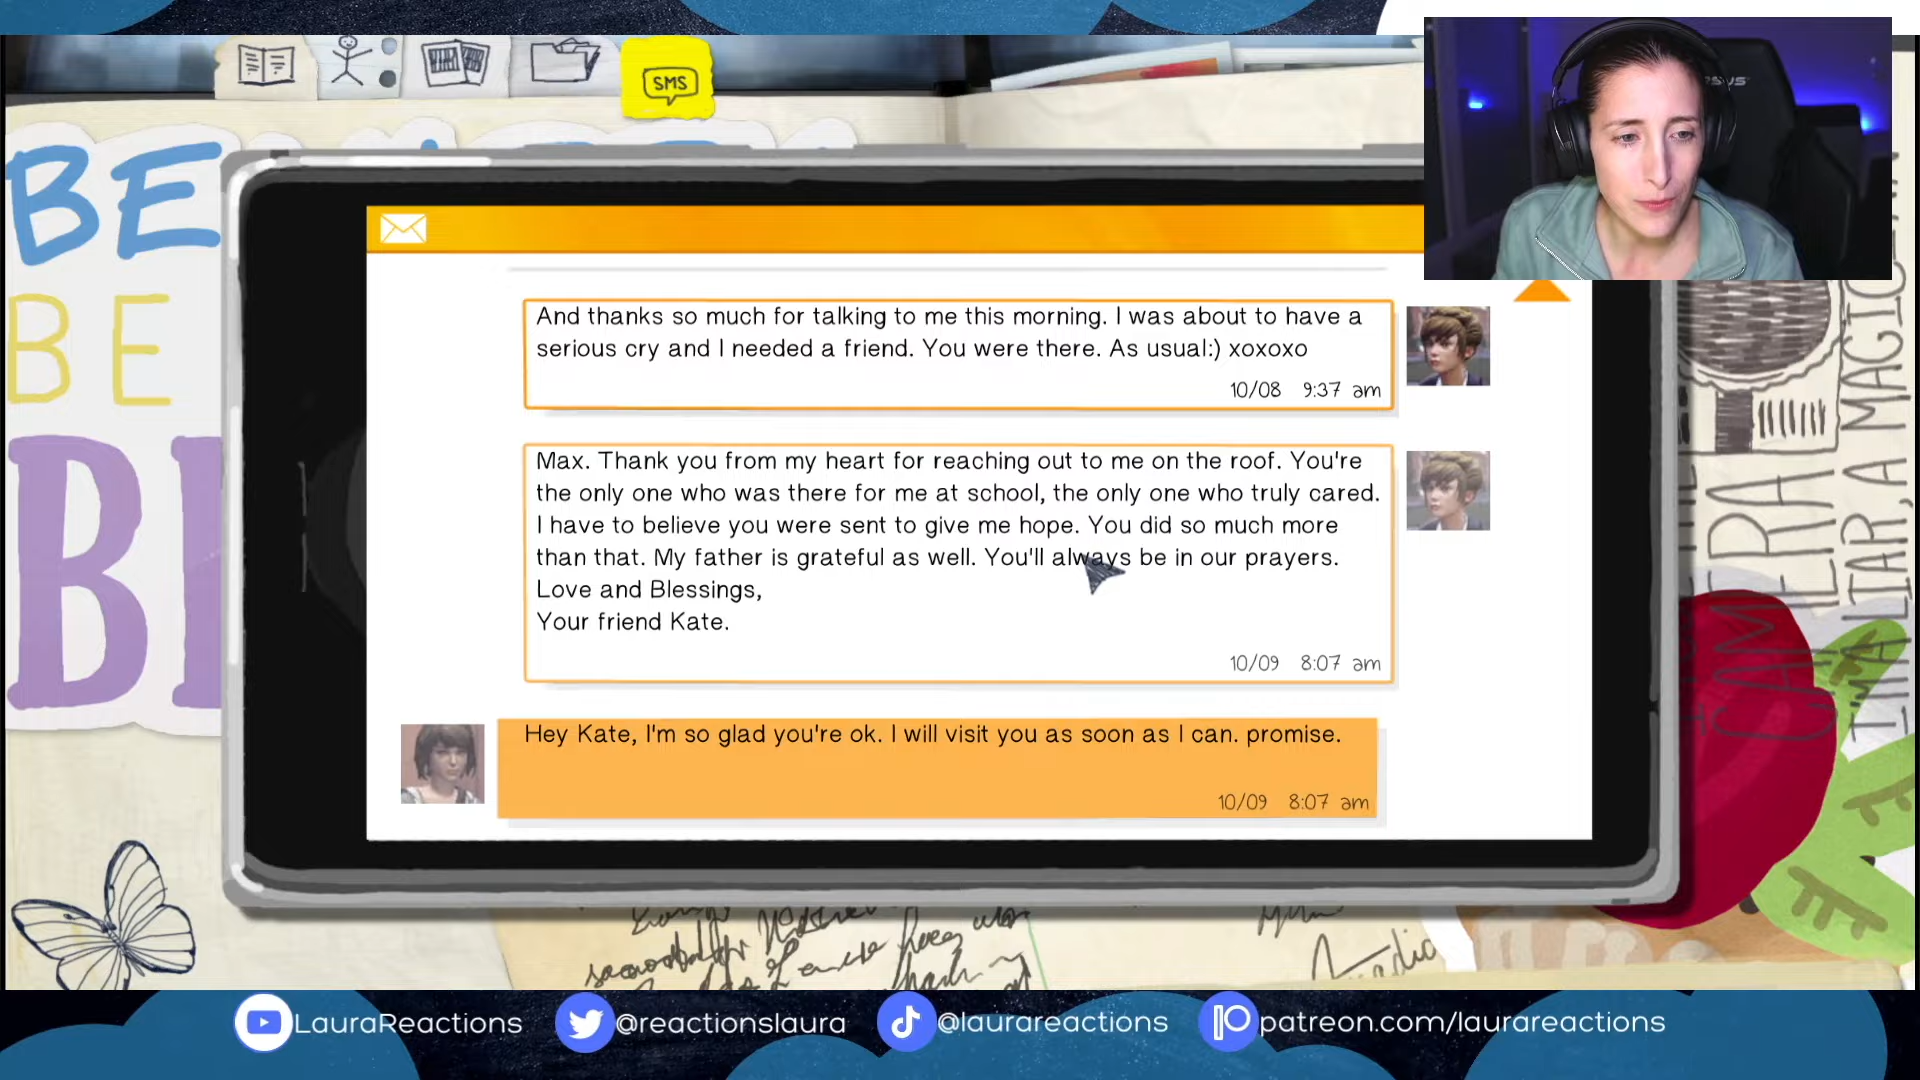 SMS
BE
BE
And thanks so much for talking to me this morning. I was about to have a
serious cry and I needed a friend. You were there. As usual:) xoxoxo
10/08 9:37 am
Max. Thank you from my heart for reaching out to me on the roof. You're
the only one who was there for me at school, the only one who truly cared.
I have to believe you were sent to give me hope. You did so much more
than that. My father is grateful as well. You'll always be in our prayers.
Love and Blessings,
Your friend Kate.
10/09 8:07 am
Hey Kate, I'm so glad you're ok. I will visit you as soon as I can. promise.
10/09 8:07 am
CAMERA
I'M A LIAR, A MAGIC
LauraReactions
@reactionslaura
@laurareactions
patreon.com/laurareactions